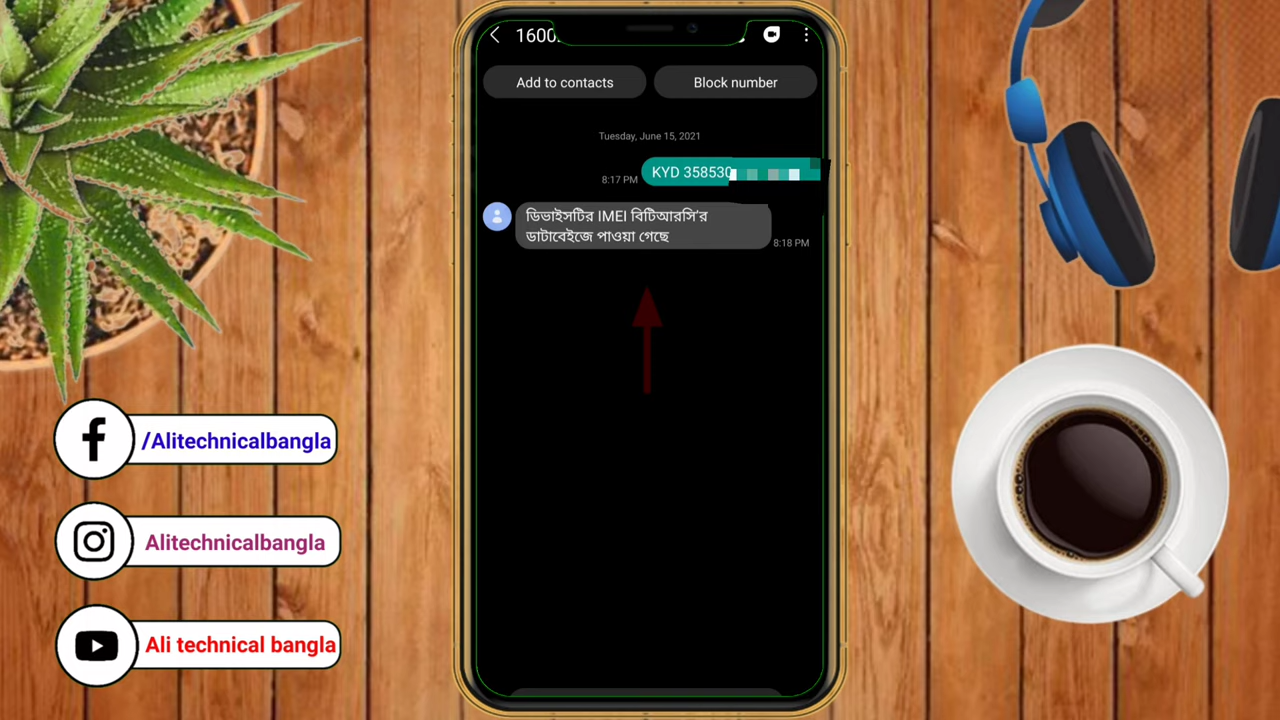 1600
Add to contacts
Block number
Tuesday, June 15, 2021
8:17 PM
KYD 358530
ডিভাইসটির IMEI বিটিআরসি'র
ডাটাবেইজে পাওয়া গেছে
8:18 PM
/Alitechnicalbangla
Alitechnicalbangla
Ali technical bangla